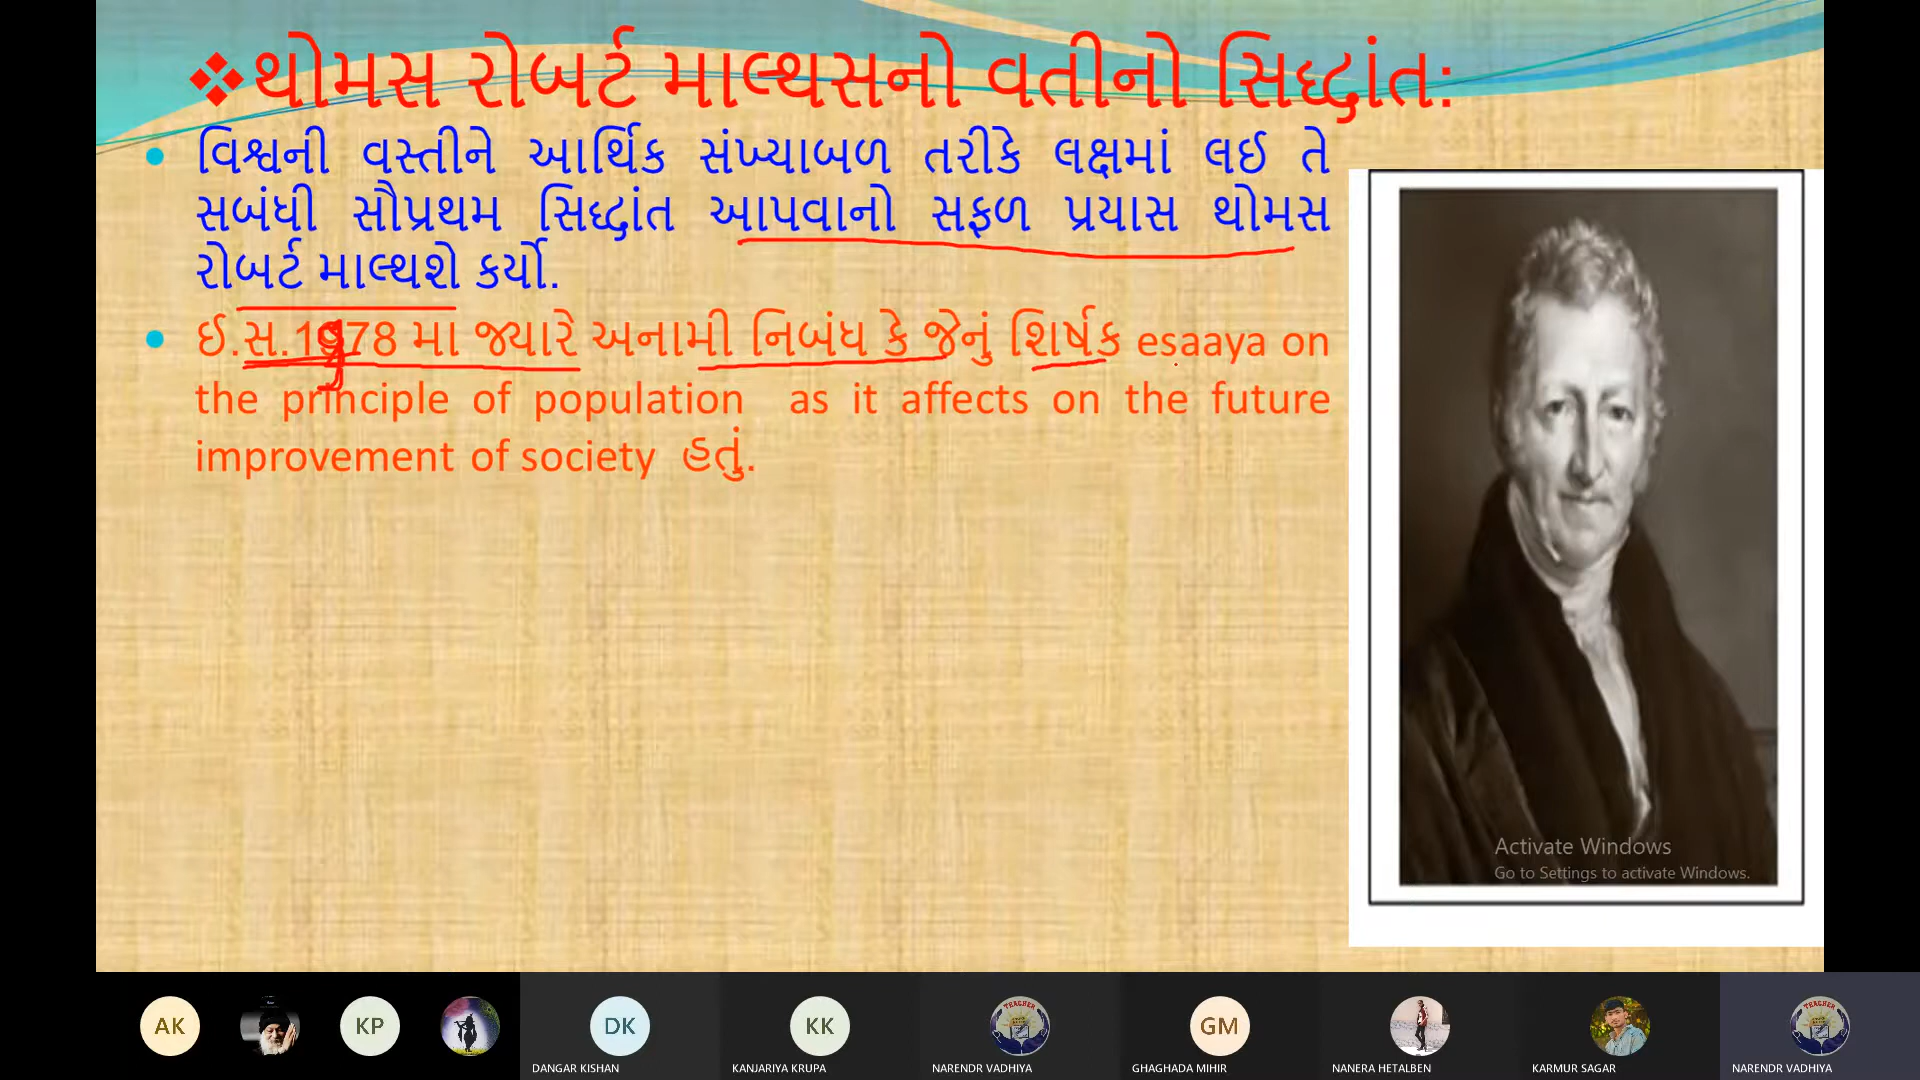 ❖થોમસ રોબર્ટ માલ્થસનો વતીનો સિદ્ધાંત:
• વિશ્વની વસ્તીને આર્થિક સંખ્યાબળ તરીકે લક્ષમાં લઈ તે
સબંધી સૌપ્રથમ સિદ્ધાંત આપવાનો સફળ પ્રયાસ થોમસ
રોબર્ટ માલ્થશે કર્યો.
• ઈ.સ.1978 મા જ્યારે અનામી નિબંધ કે જેનું શિર્ષક esaaya on
the principle of population as it affects on the future
improvement of society હતું.
Activate Windows
Go to Settings to activate Windows.
AK KP DK KK GM
DANGAR KISHAN KANJARIYA KRUPA NARENDR VADHIYA GHAGHADA MIHIR NANERA HETALBEN KARMUR SAGAR NARENDR VADHIYA